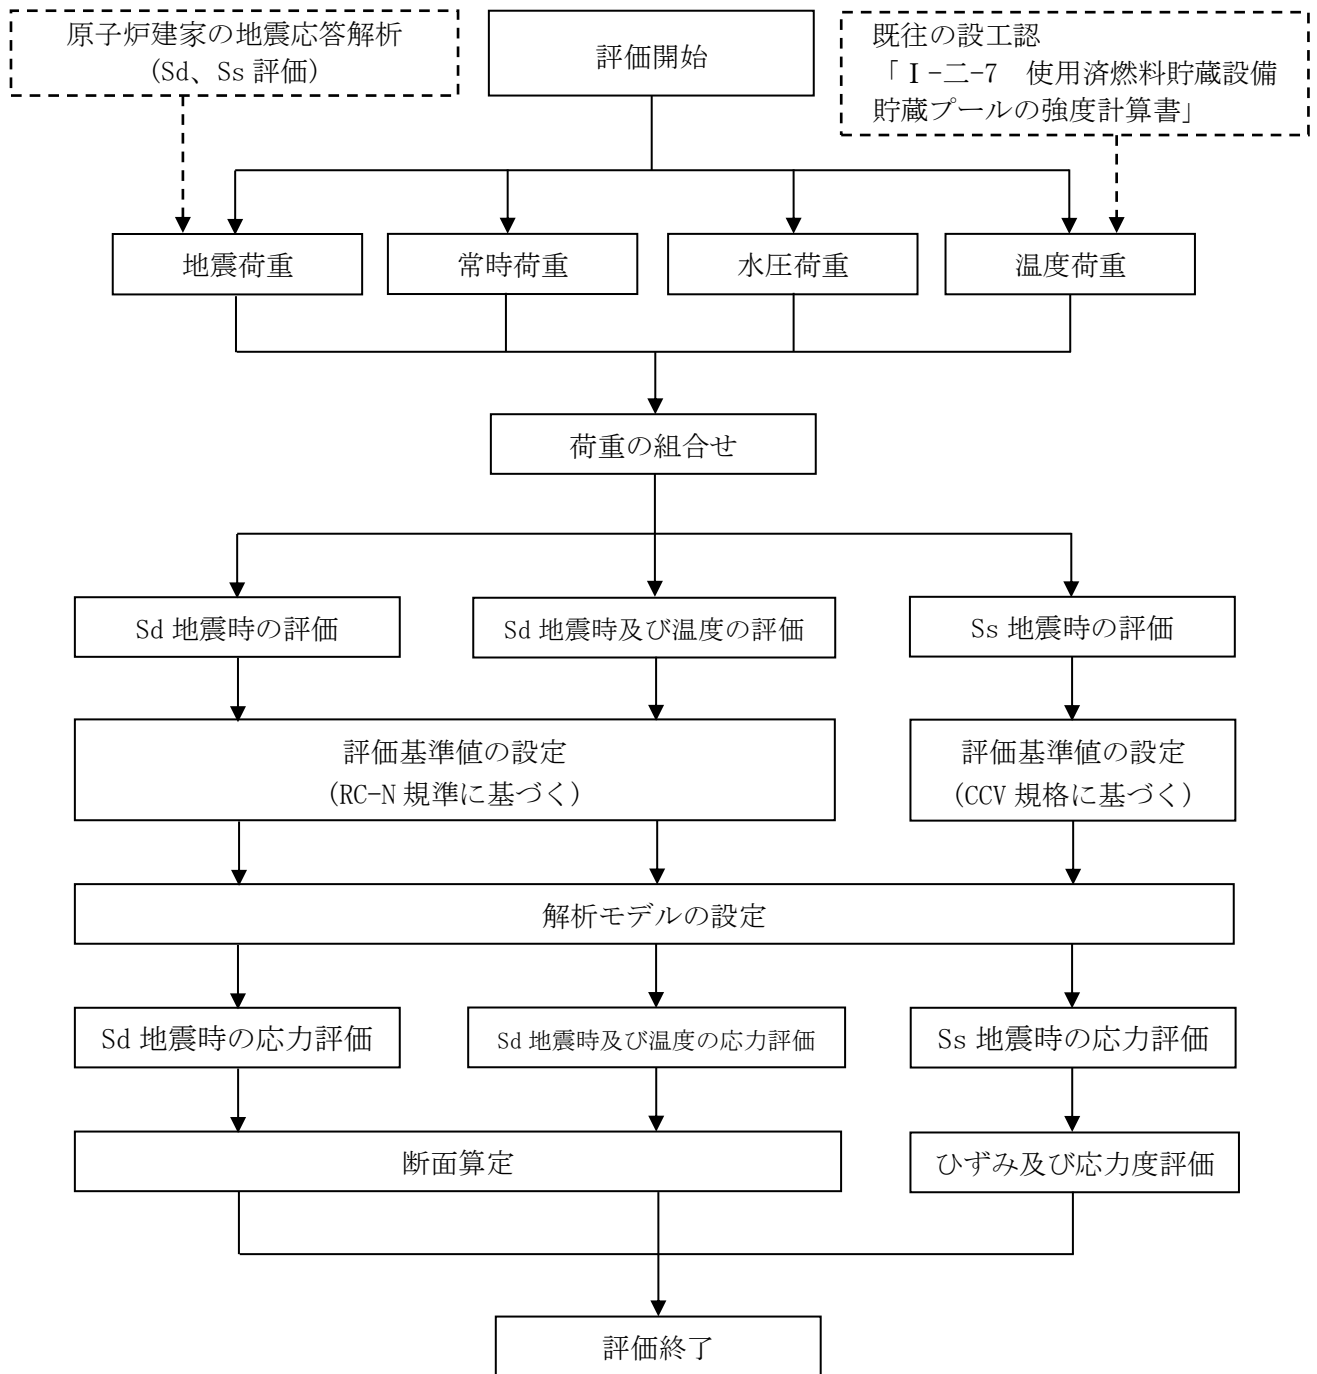 原子炉建家の地震応答解析
(Sd、Ss 評価)
評価開始
既往の設工認
「Ⅰ-二-7　使用済燃料貯蔵設備
貯蔵プールの強度計算書」
地震荷重
常時荷重
水圧荷重
温度荷重
荷重の組合せ
Sd 地震時の評価
Sd 地震時及び温度の評価
Ss 地震時の評価
評価基準値の設定
(RC-N 規準に基づく)
評価基準値の設定
(CCV 規格に基づく)
解析モデルの設定
Sd 地震時の応力評価
Sd 地震時及び温度の応力評価
Ss 地震時の応力評価
断面算定
ひずみ及び応力度評価
評価終了